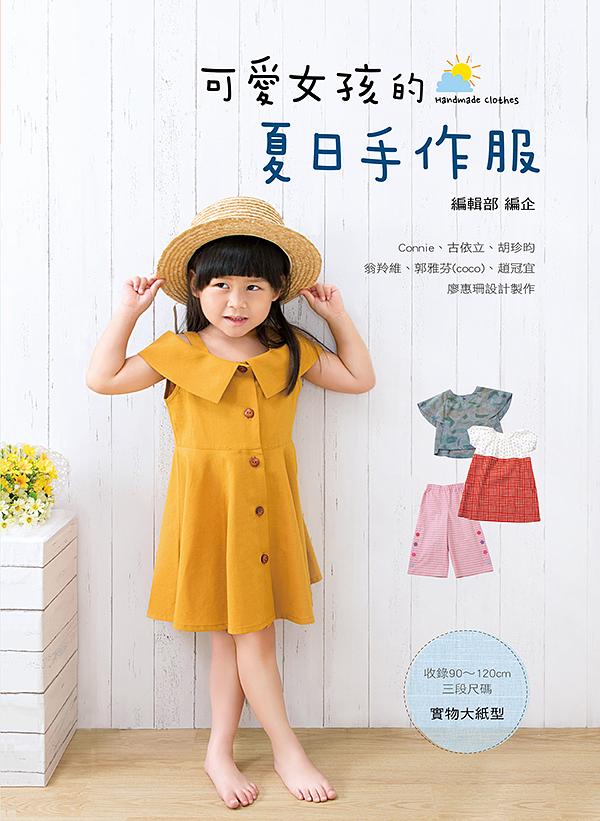 可愛女孩的
Handmade clothes
夏日手作服
編輯部 編企
Connie、古依立、胡珍昀
翁羚維、郭雅芬(coco)、趙冠宜
廖惠珊設計製作
收錄90～120cm
三段尺碼
實物大紙型